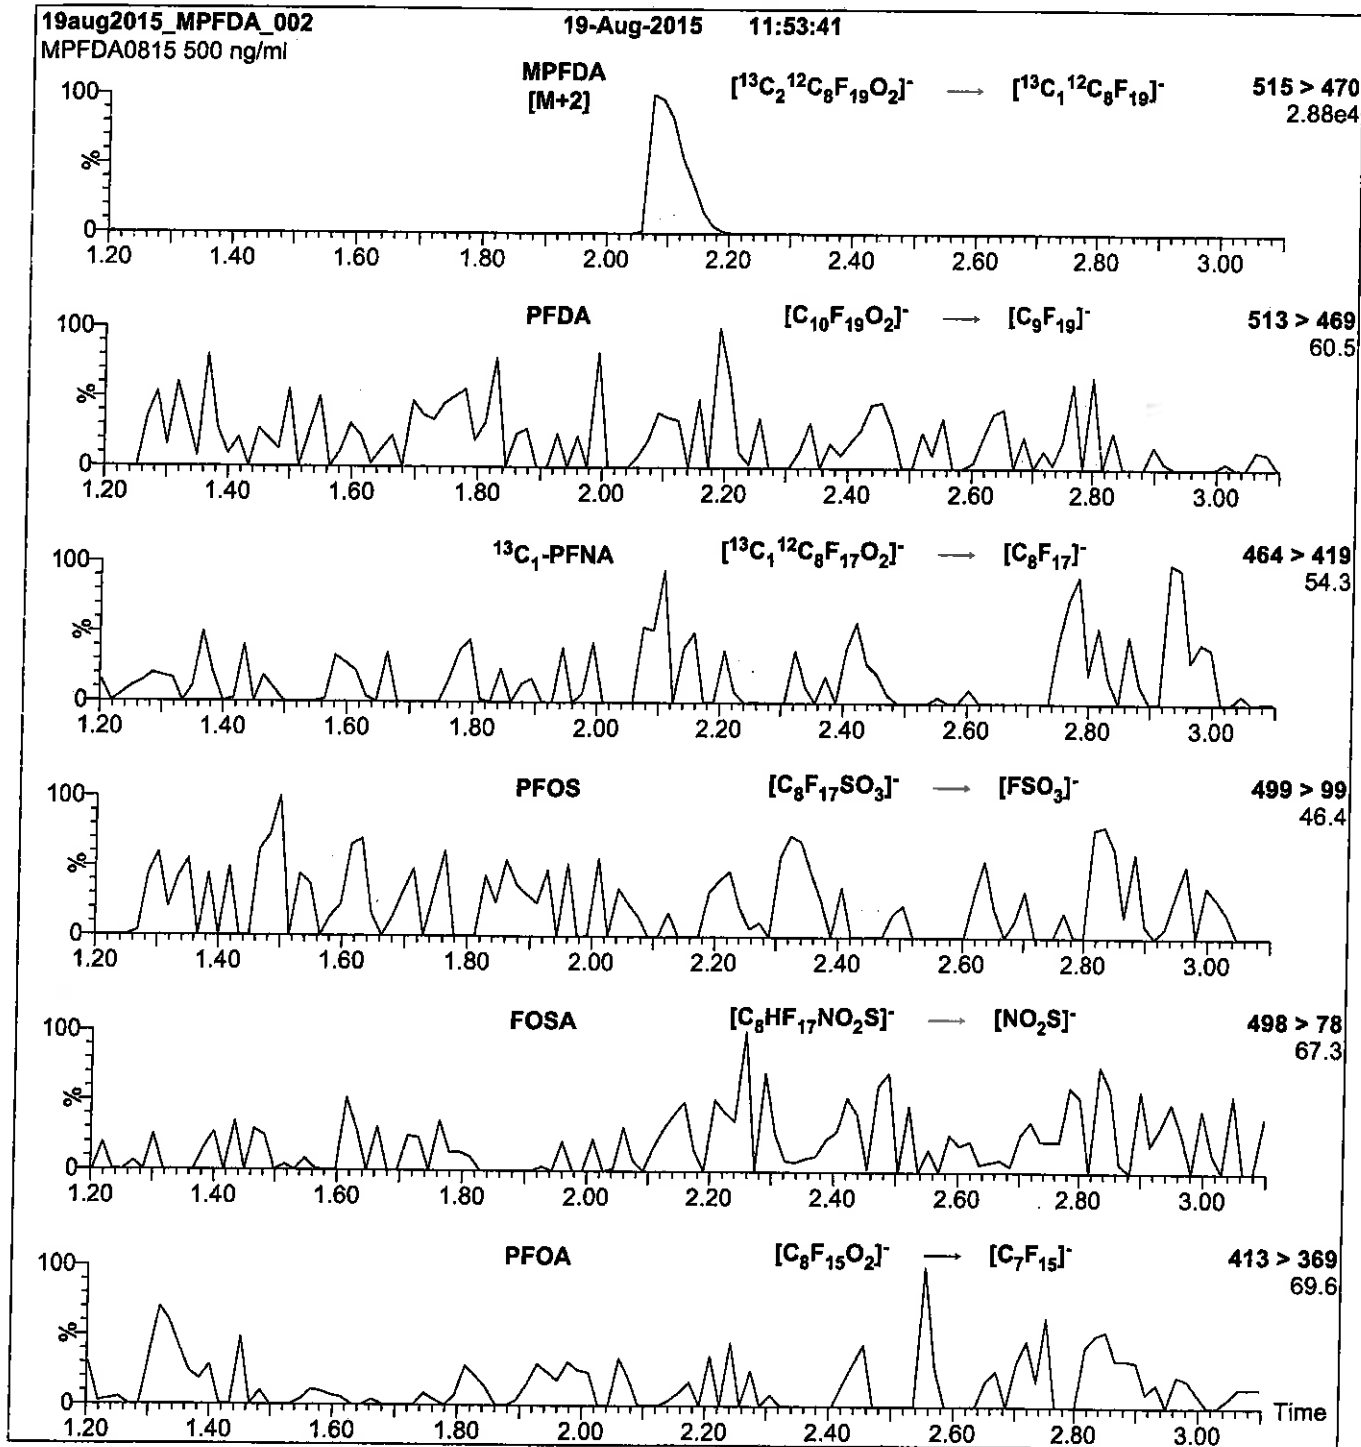 19aug2015_MPFDA_002 19-Aug-2015 11:53:41
MPFDA0815 500 ng/ml
MPFDA [¹³C₂¹²C₈F₁₉O₂]⁻ → [¹³C₁¹²C₈F₁₉]⁻ 515 > 470
[M+2] 2.88e4
100
%
0
1.20 1.40 1.60 1.80 2.00 2.20 2.40 2.60 2.80 3.00
PFDA [C₁₀F₁₉O₂]⁻ → [C₉F₁₉]⁻ 513 > 469
60.5
100
%
0
1.20 1.40 1.60 1.80 2.00 2.20 2.40 2.60 2.80 3.00
¹³C₁-PFNA [¹³C₁¹²C₈F₁₇O₂]⁻ → [C₈F₁₇]⁻ 464 > 419
54.3
100
%
0
1.20 1.40 1.60 1.80 2.00 2.20 2.40 2.60 2.80 3.00
PFOS [C₈F₁₇SO₃]⁻ → [FSO₃]⁻ 499 > 99
46.4
100
%
0
1.20 1.40 1.60 1.80 2.00 2.20 2.40 2.60 2.80 3.00
FOSA [C₈HF₁₇NO₂S]⁻ → [NO₂S]⁻ 498 > 78
67.3
100
%
0
1.20 1.40 1.60 1.80 2.00 2.20 2.40 2.60 2.80 3.00
PFOA [C₈F₁₅O₂]⁻ → [C₇F₁₅]⁻ 413 > 369
69.6
100
%
0
Time
1.20 1.40 1.60 1.80 2.00 2.20 2.40 2.60 2.80 3.00